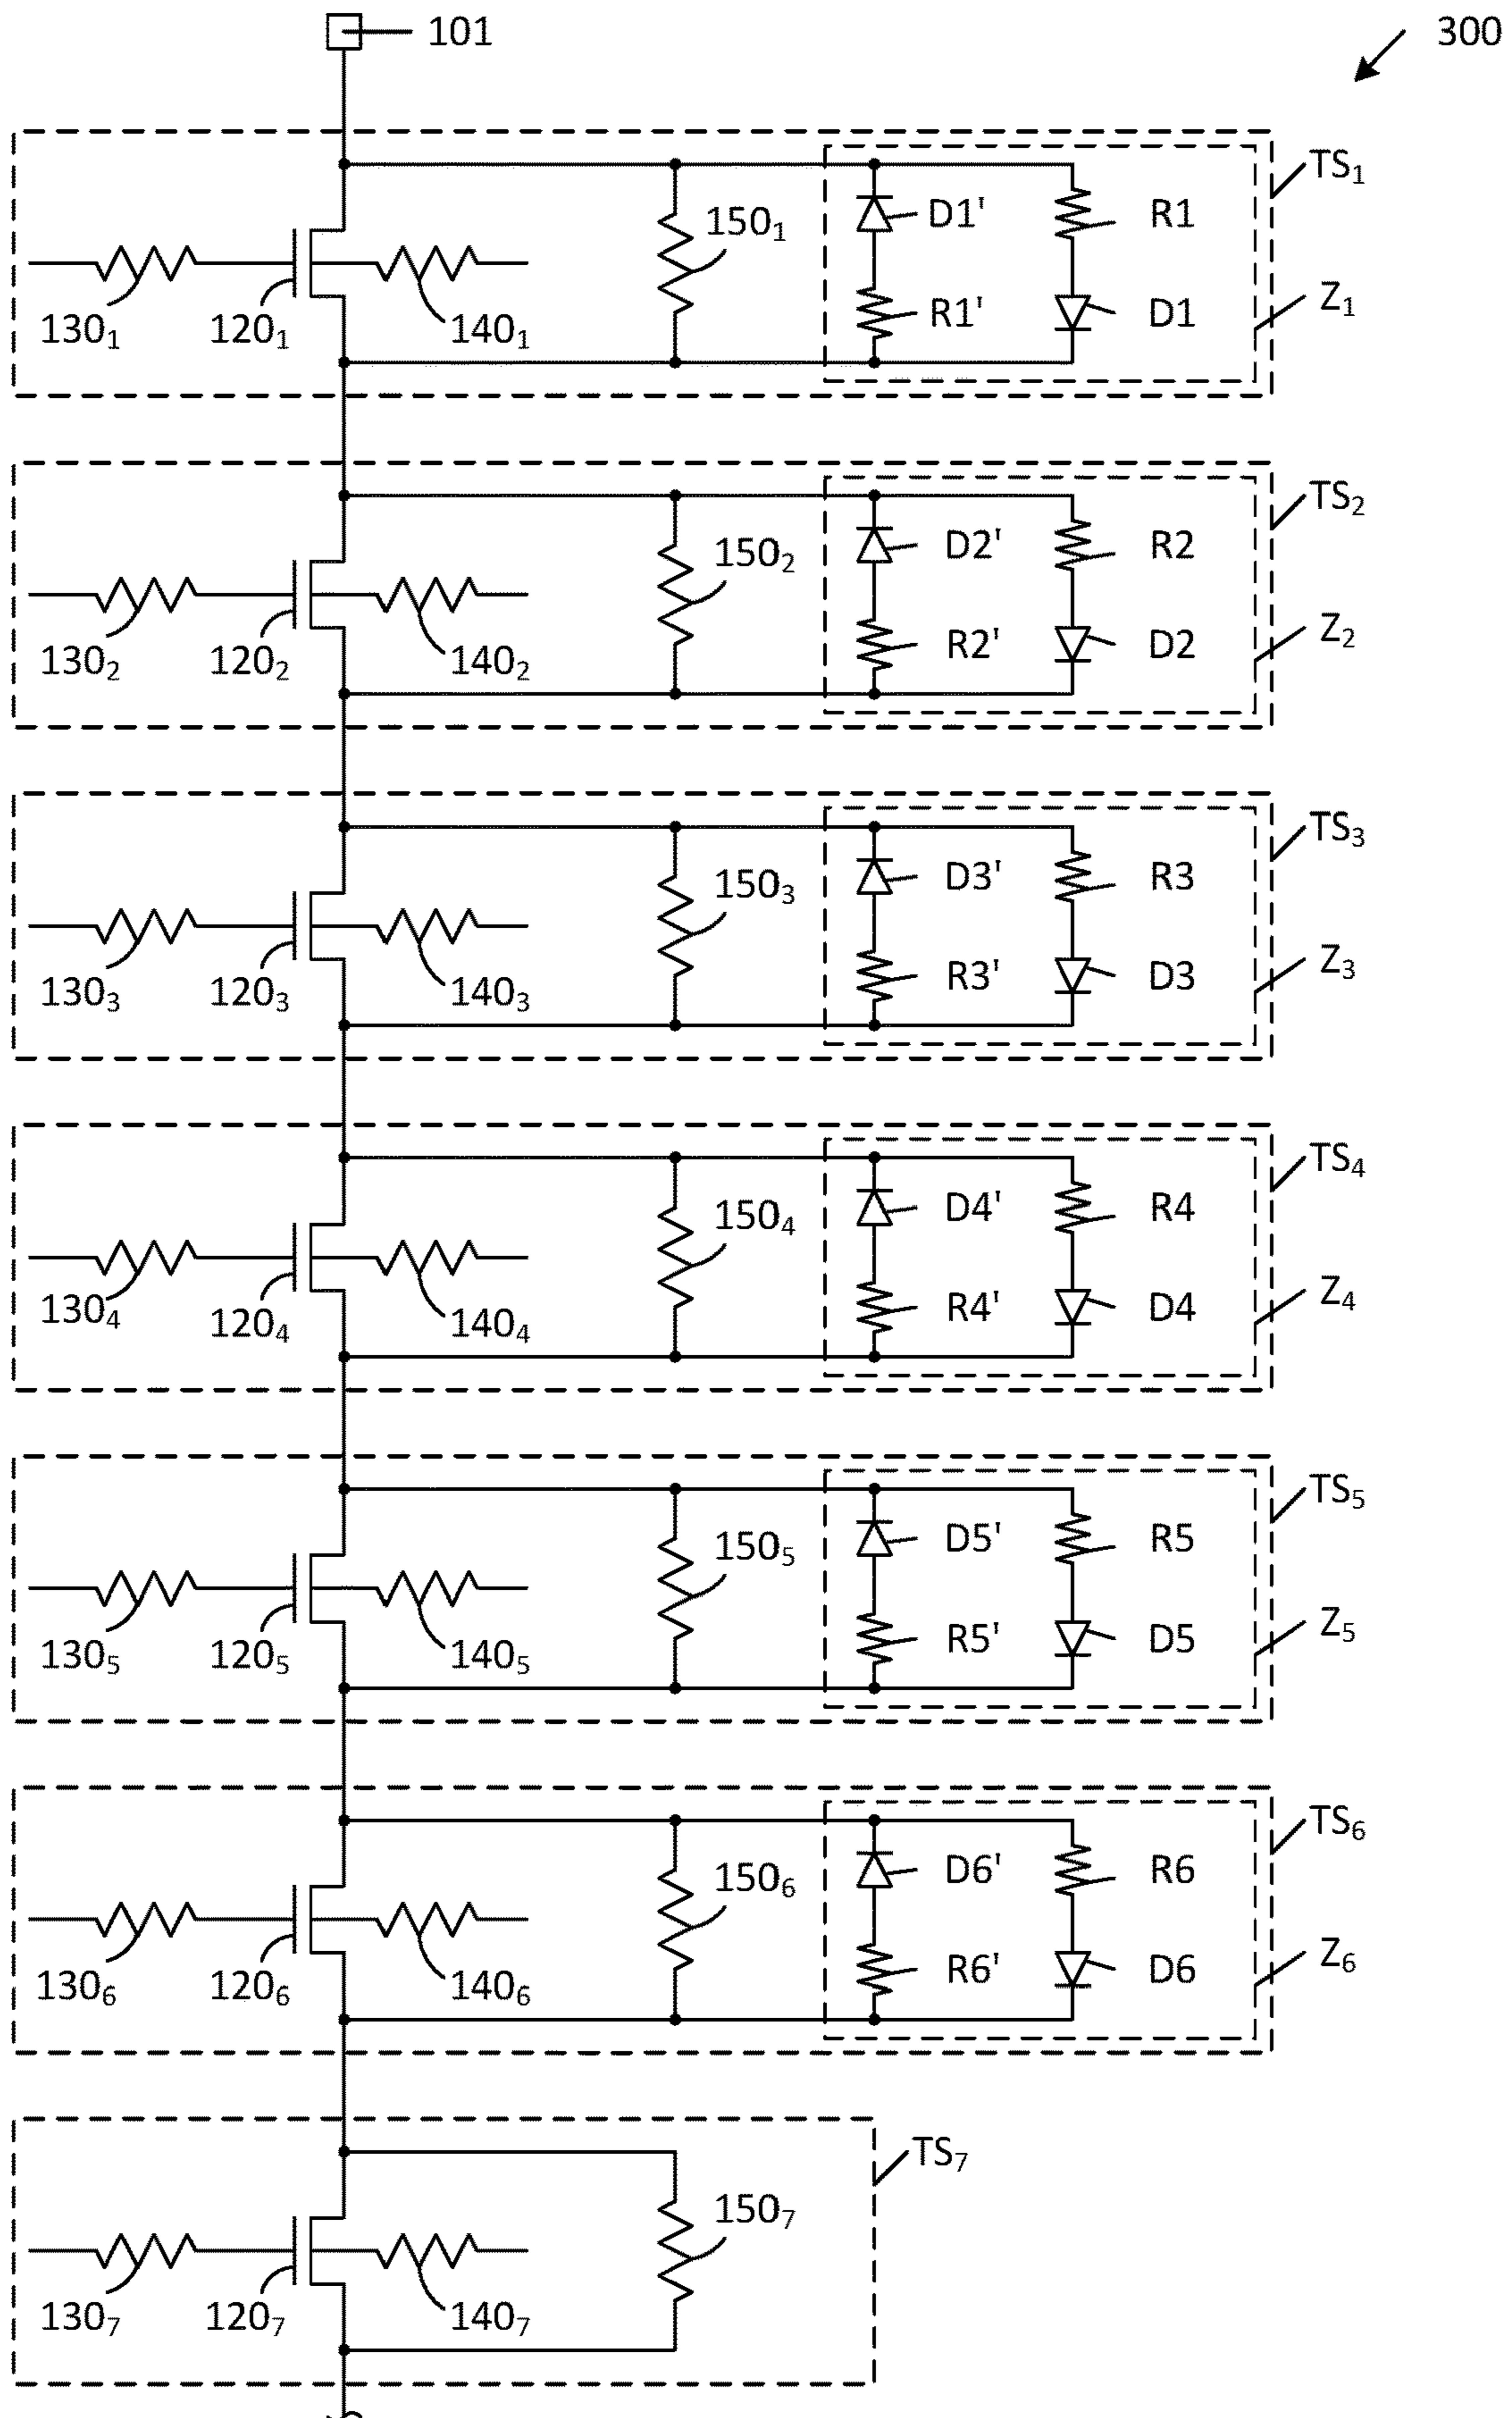 101
300
TS₁
D1'
R1
150₁
Z₁
R1'
D1
130₁
120₁
140₁
TS₂
D2'
R2
150₂
Z₂
R2'
D2
130₂
120₂
140₂
TS₃
D3'
R3
150₃
Z₃
R3'
D3
130₃
120₃
140₃
TS₄
D4'
R4
150₄
Z₄
R4'
D4
130₄
120₄
140₄
TS₅
D5'
R5
150₅
Z₅
R5'
D5
130₅
120₅
140₅
TS₆
D6'
R6
150₆
Z₆
R6'
D6
130₆
120₆
140₆
TS₇
150₇
130₇
120₇
140₇